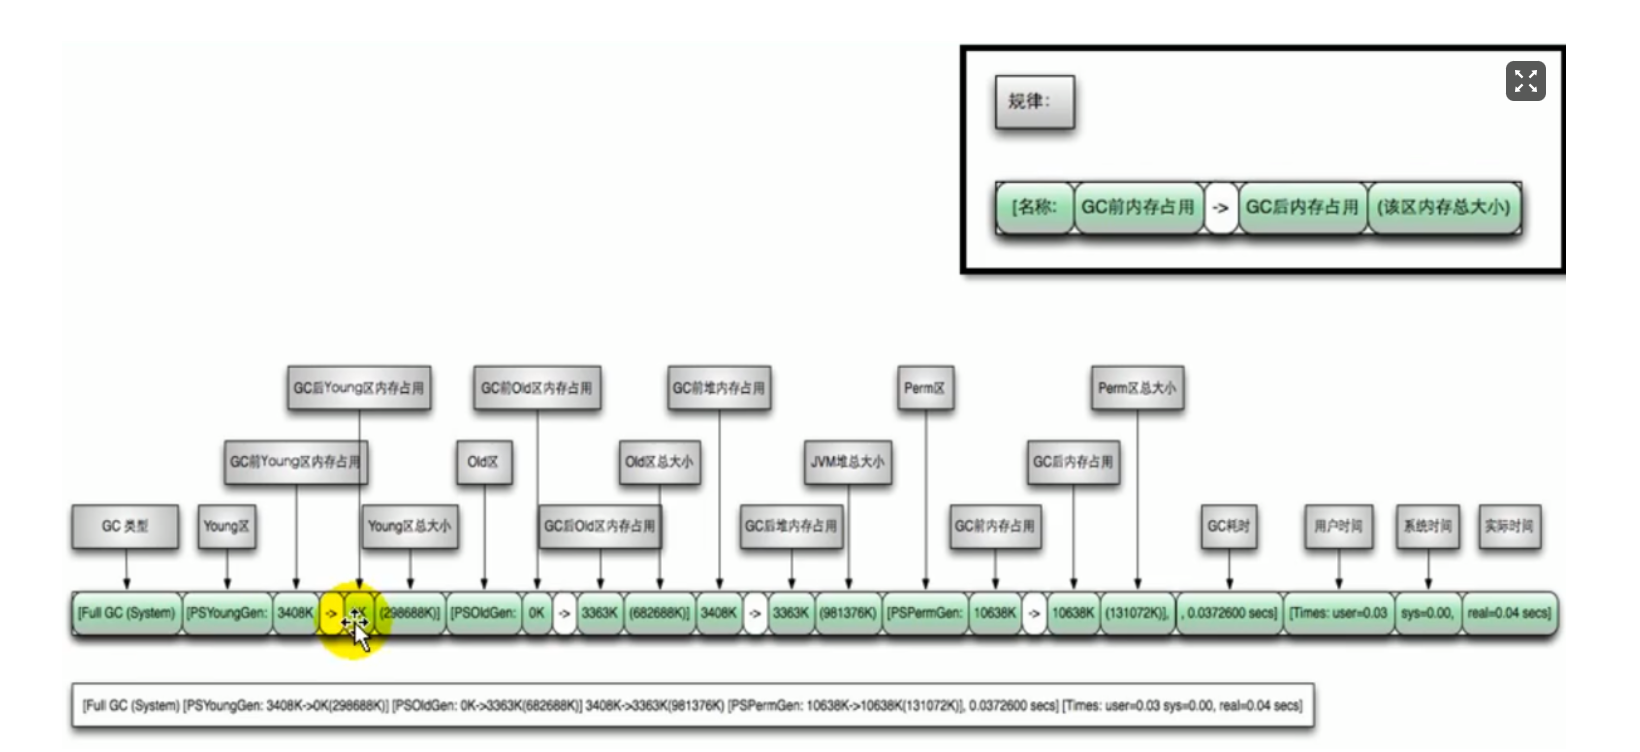 规律：
[名称: GC前内存占用 -> GC后内存占用 (该区内存总大小)
GC后Young区内存占用 GC前Old区内存占用 GC前堆内存占用 Perm区 Perm区总大小
GC前Young区内存占用 Old区 Old区总大小 JVM堆总大小 GC后内存占用
GC 类型 Young区 Young区总大小 GC后Old区内存占用 GC后堆内存占用 GC前内存占用 GC耗时 用户时间 系统时间 实际时间
[Full GC (System) [PSYoungGen: 3408K -> (298688K)] [PSOldGen: 0K -> 3363K (682688K)] 3408K -> 3363K (981376K) [PSPermGen: 10638K -> 10638K (131072K)], , 0.0372600 secs] [Times: user=0.03 sys=0.00, real=0.04 secs]
[Full GC (System) [PSYoungGen: 3408K->0K(298688K)] [PSOldGen: 0K->3363K(682688K)] 3408K->3363K(981376K) [PSPermGen: 10638K->10638K(131072K)], 0.0372600 secs] [Times: user=0.03 sys=0.00, real=0.04 secs]